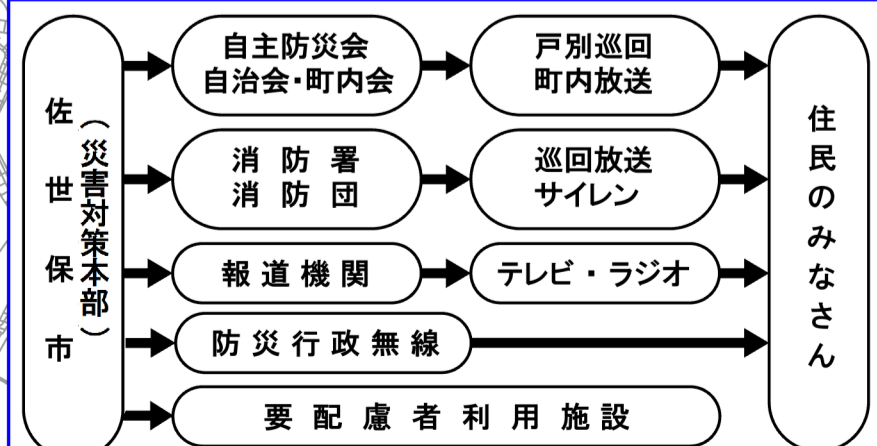 佐世保市
（災害対策本部）
自主防災会
自治会・町内会
戸別巡回
町内放送
消防署
消防団
巡回放送
サイレン
報道機関
テレビ・ラジオ
防災行政無線
要配慮者利用施設
住民のみなさん